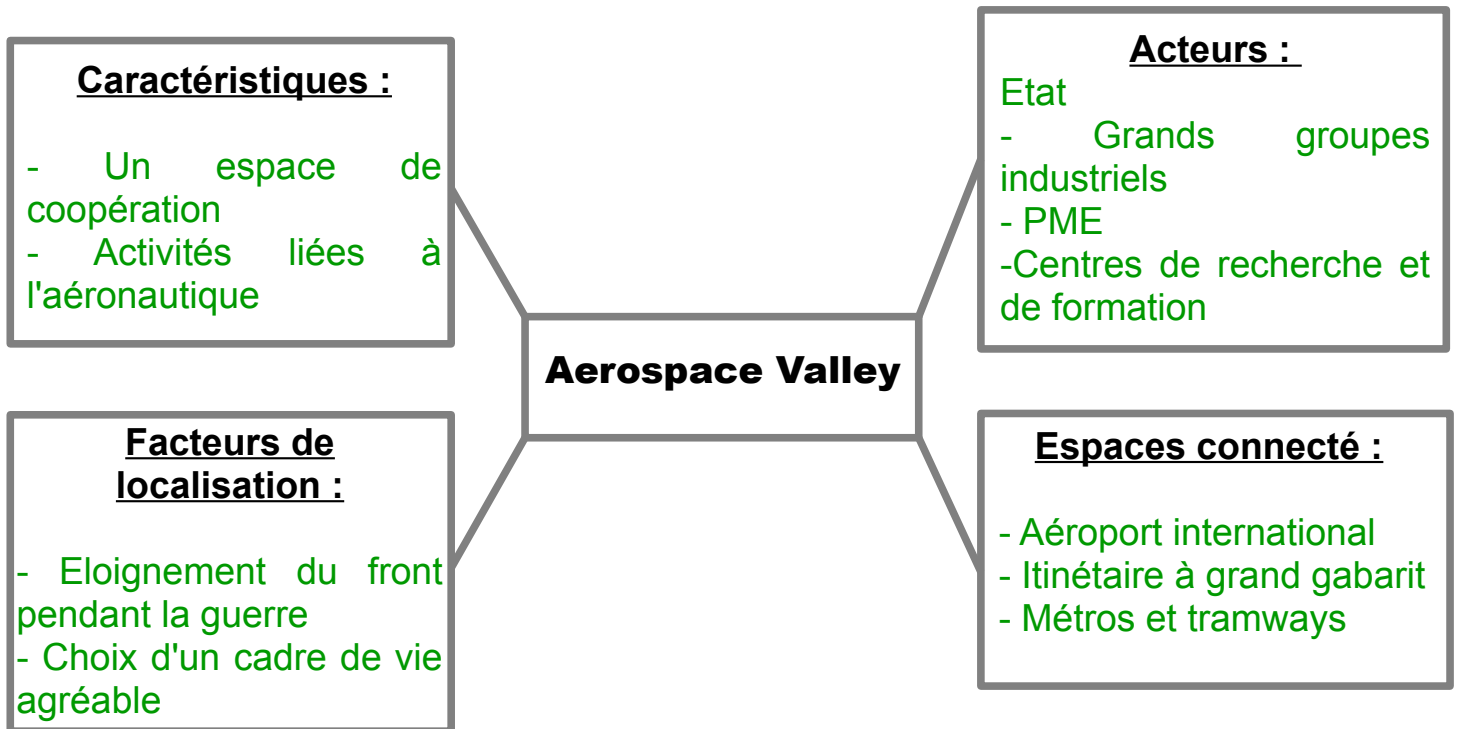 Caractéristiques :
- Un espace de
coopération
- Activités liées à
l'aéronautique
Acteurs :
Etat
- Grands groupes
industriels
- PME
-Centres de recherche et
de formation
Aerospace Valley
Facteurs de
localisation :
- Eloignement du front
pendant la guerre
- Choix d'un cadre de vie
agréable
Espaces connecté :
- Aéroport international
- Itinétaire à grand gabarit
- Métros et tramways